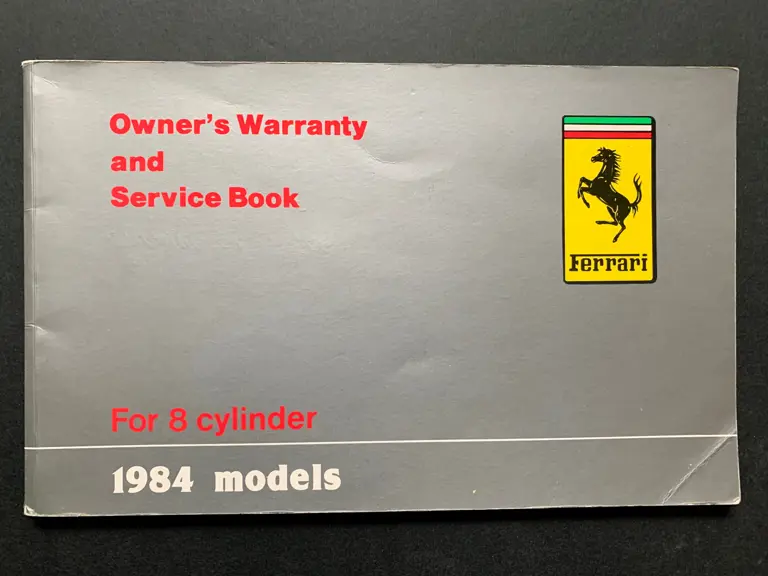 Owner's Warranty
and
Service Book
Ferrari
For 8 cylinder
1984 models